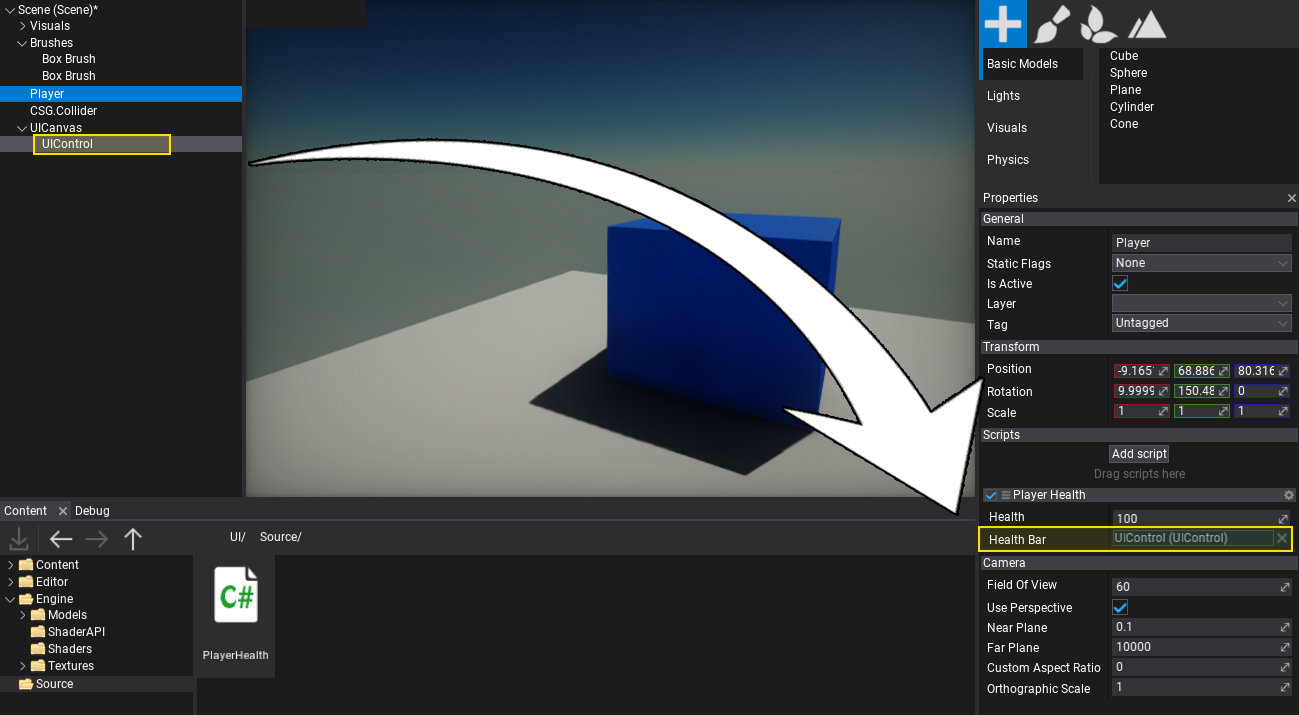 Scene (Scene)*
Visuals
Brushes
Box Brush
Box Brush
Player
CSG.Collider
UICanvas
UIControl
Basic Models
Lights
Visuals
Physics
Cube
Sphere
Plane
Cylinder
Cone
Properties
General
Name Player
Static Flags None
Is Active
Layer
Tag Untagged
Transform
Position -9.165 68.886 80.316
Rotation 9.9999 150.48 0
Scale 1 1 1
Scripts
Add script
Drag scripts here
Player Health
Health 100
Health Bar UIControl (UIControl)
Camera
Field Of View 60
Use Perspective
Near Plane 0.1
Far Plane 10000
Custom Aspect Ratio 0
Orthographic Scale 1
Content Debug
UI/ Source/
Content
Editor
Engine
Models
ShaderAPI
Shaders
Textures
Source
C#
PlayerHealth